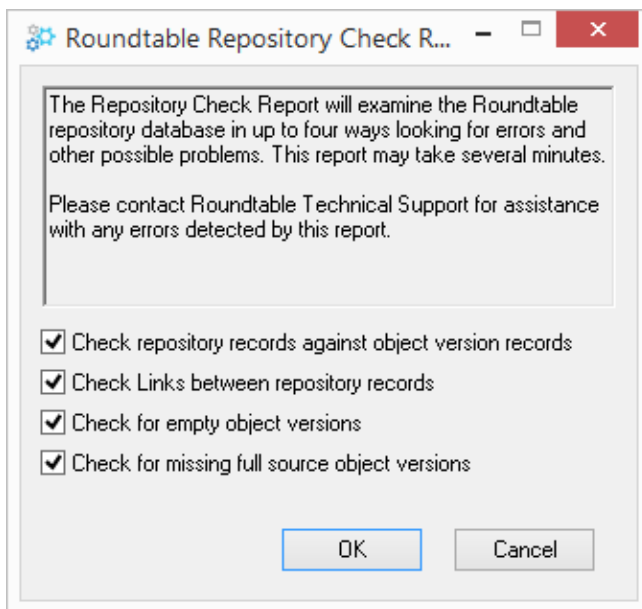 Roundtable Repository Check R...
The Repository Check Report will examine the Roundtable
repository database in up to four ways looking for errors and
other possible problems. This report may take several minutes.
Please contact Roundtable Technical Support for assistance
with any errors detected by this report.
Check repository records against object version records
Check Links between repository records
Check for empty object versions
Check for missing full source object versions
OK
Cancel